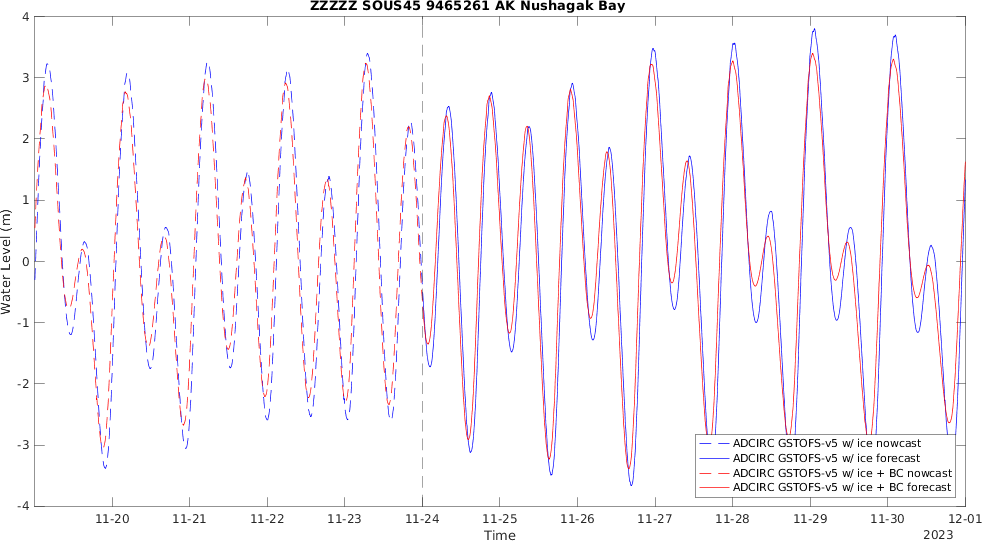 ZZZZZ SOUS45 9465261 AK Nushagak Bay
4
3
2
1
0
-1
-2
-3
-4
Water Level (m)
ADCIRC GSTOFS-v5 w/ ice nowcast
ADCIRC GSTOFS-v5 w/ ice forecast
ADCIRC GSTOFS-v5 w/ ice + BC nowcast
ADCIRC GSTOFS-v5 w/ ice + BC forecast
11-20 11-21 11-22 11-23 11-24 11-25 11-26 11-27 11-28 11-29 11-30 12-01
Time
2023